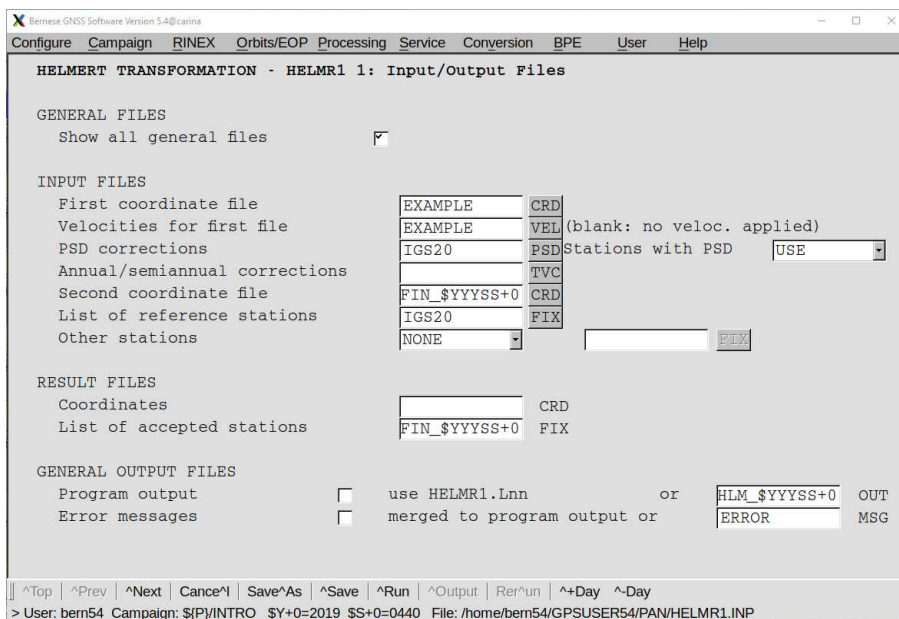 Bernese GNSS Software Version 5.4@carina
Configure Campaign RINEX Orbits/EOP Processing Service Conversion BPE User Help
HELMERT TRANSFORMATION - HELMR1 1: Input/Output Files
GENERAL FILES
Show all general files
INPUT FILES
First coordinate file EXAMPLE CRD
Velocities for first file EXAMPLE VEL (blank: no veloc. applied)
PSD corrections IGS20 PSD Stations with PSD USE
Annual/semiannual corrections TVC
Second coordinate file FIN_$YYYSS+0 CRD
List of reference stations IGS20 FIX
Other stations NONE FIX
RESULT FILES
Coordinates CRD
List of accepted stations FIN_$YYYSS+0 FIX
GENERAL OUTPUT FILES
Program output use HELMR1.Lnn or HLM_$YYYSS+0 OUT
Error messages merged to program output or ERROR MSG
^Top | ^Prev | ^Next | Cance^l | Save^As | ^Save | ^Run | ^Output | Rer^un | ^+Day ^-Day
> User: bern54 Campaign: ${P}/INTRO $Y+0=2019 $S+0=0440 File: /home/bern54/GPSUSER54/PAN/HELMR1.INP